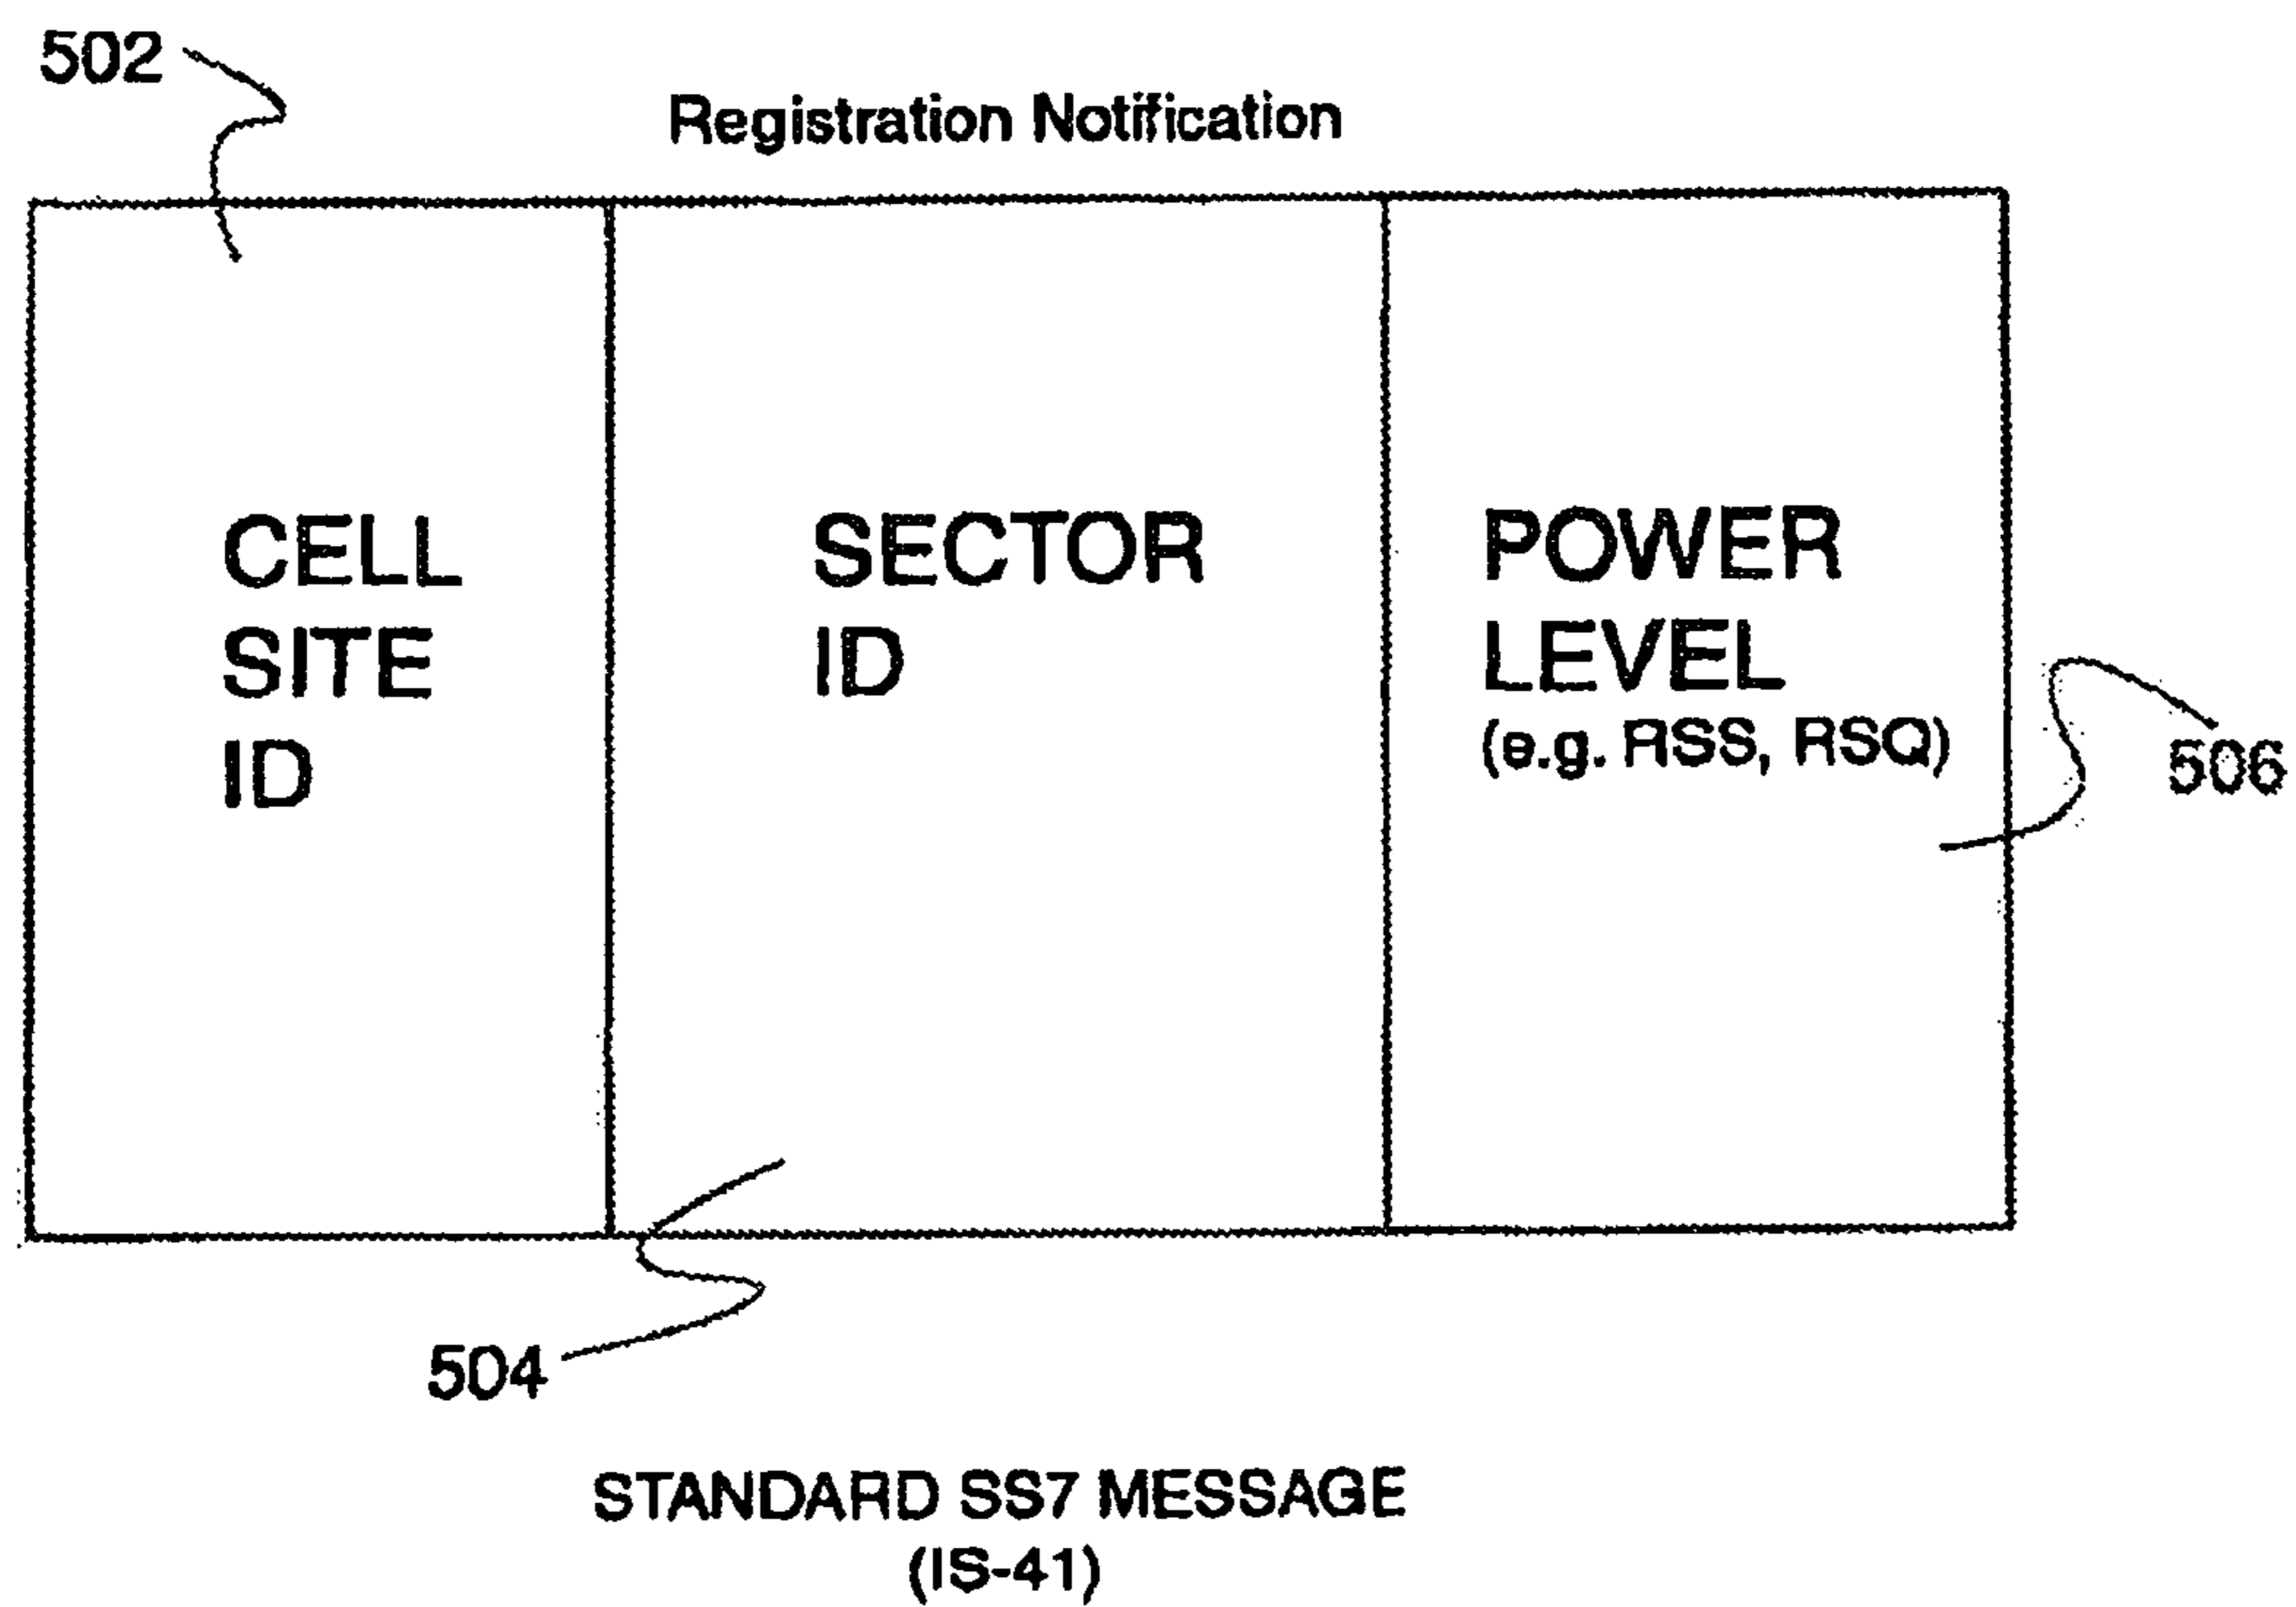 502
Registration Notification
CELL
SITE
ID
SECTOR
ID
POWER
LEVEL
(e.g. RSS, RSQ)
506
504
STANDARD SS7 MESSAGE
(IS-41)